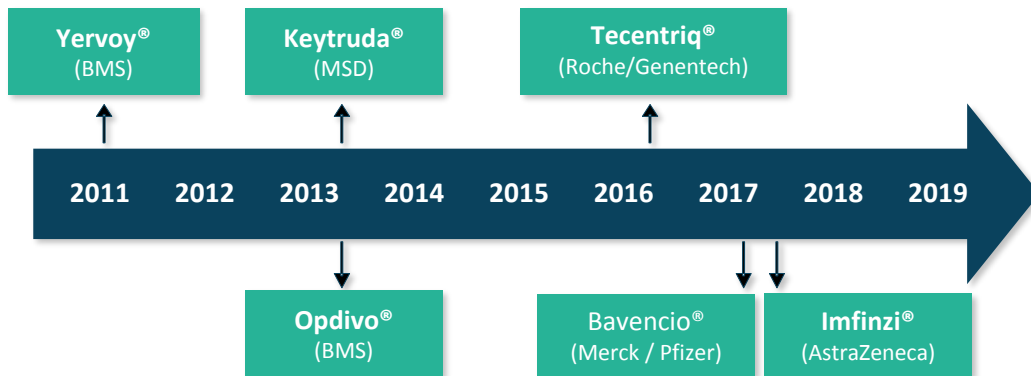 Yervoy®
(BMS)
Keytruda®
(MSD)
Tecentriq®
(Roche/Genentech)
2011 2012 2013 2014 2015 2016 2017 2018 2019
Opdivo®
(BMS)
Bavencio®
(Merck / Pfizer)
Imfinzi®
(AstraZeneca)